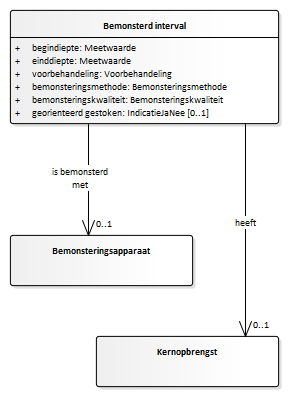 Bemonsterd interval
+ begindiepte: Meetwaarde
+ einddiepte: Meetwaarde
+ voorbehandeling: Voorbehandeling
+ bemonsteringsmethode: Bemonsteringsmethode
+ bemonsteringskwaliteit: Bemonsteringskwaliteit
+ georienteerd gestoken: IndicatieJaNee [0..1]
is bemonsterd
met
0..1
heeft
Bemonsteringsapparaat
0..1
Kernopbrengst